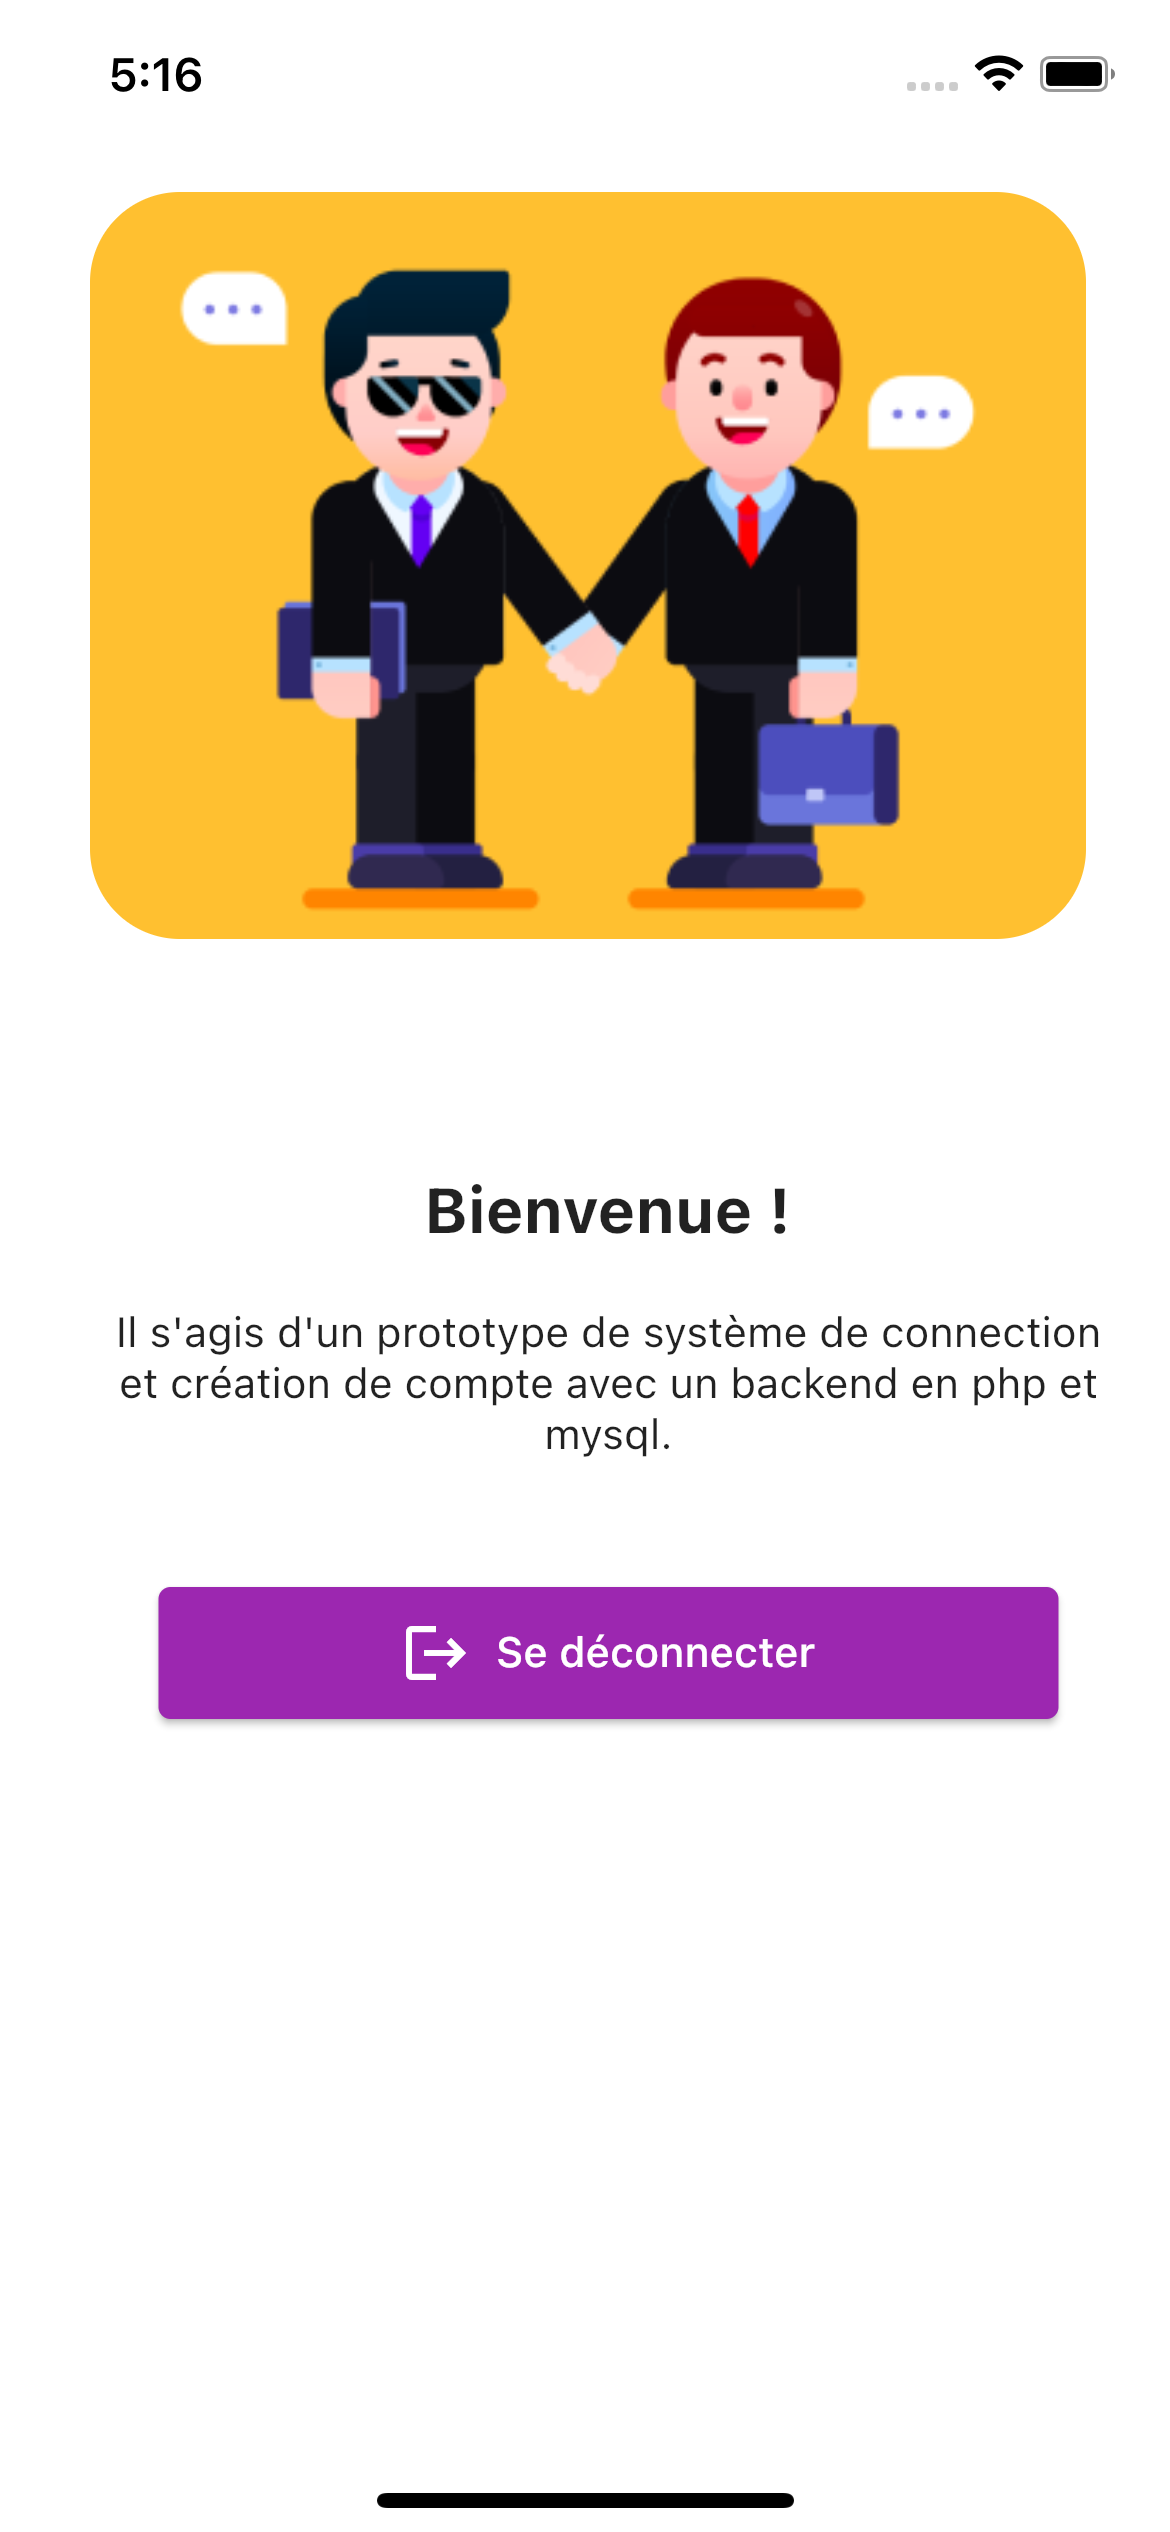 5:16
Bienvenue !
Il s'agis d'un prototype de système de connection
et création de compte avec un backend en php et
mysql.
Se déconnecter